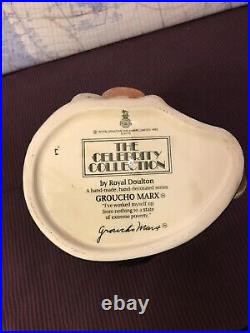 THE
CELEBRITY
COLLECTION
by Royal Doulton
A hand-made, hand-decorated series
GROUCHO MARX
"I've worked myself up
from nothing to a state
of extreme poverty."
Groucho Marx